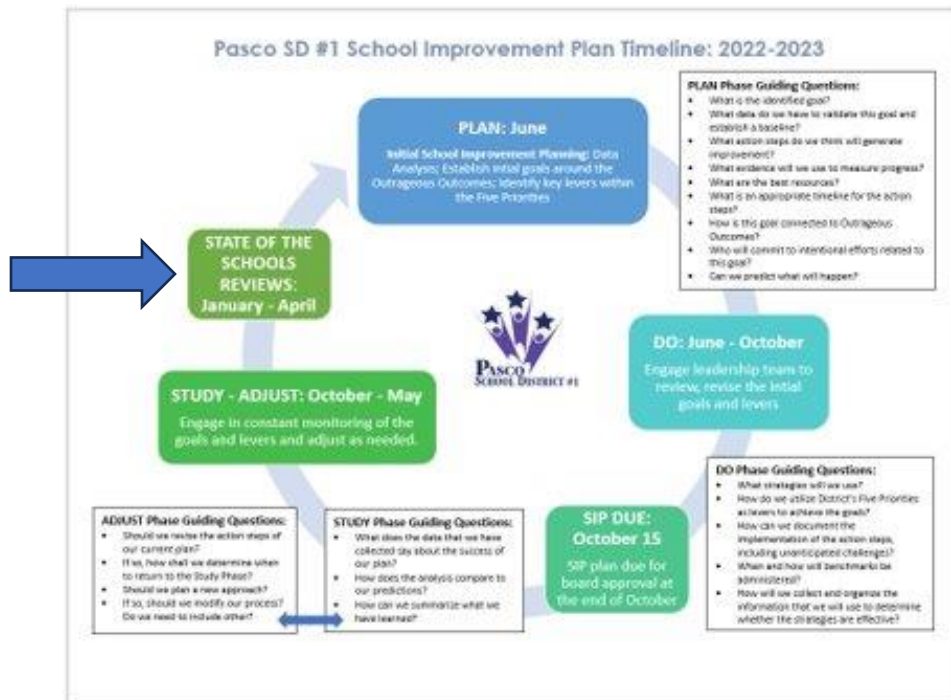 Pasco SD #1 School Improvement Plan Timeline: 2022-2023
PLAN: June
Initial School Improvement Planning: Data
Analysis; Establish intial goals around the
Outrageous Outcomes; Identify key levers within
the Five Priorities
PLAN Phase Guiding Questions:
• What is the identified goal?
• What data do we have to validate this goal and
establish a baseline?
• What action steps do we think will generate
improvement?
• What evidence will we use to measure progress?
• What are the best resources?
• What is an appropriate timeline for the action
steps?
• How is this goal connected to Outrageous
Outcomes?
• Who will commit to intentional efforts related to
this goal?
• Can we predict what will happen?
STATE OF THE
SCHOOLS
REVIEWS:
January - April
PASCO
SCHOOL DISTRICT #1
DO: June - October
Engage leadership team to
review, revise the intial
goals and levers
STUDY - ADJUST: October - May
Engage in constant monitoring of the
goals and levers and adjust as needed.
DO Phase Guiding Questions:
• What strategies will we use?
• How do we utilize District's Five Priorities
as levers to achieve the goals?
• How can we document the
implementation of the action steps,
including unanticipated challenges?
• When and how will benchmarks be
administered?
• How will we collect and organize the
information that we will use to determine
whether the strategies are effective?
SIP DUE:
October 15
SIP plan due for
board approval at
the end of October
STUDY Phase Guiding Questions:
• What does the data that we have
collected say about the success of
our plan?
• How does the analysis compare to
our predictions?
• How can we summarize what we
have learned?
ADJUST Phase Guiding Questions:
• Should we revise the action steps of
our current plan?
• If so, how shall we determine when
to return to the Study Phase?
• Should we plan a new approach?
• If so, should we modify our process?
Do we need to include other?